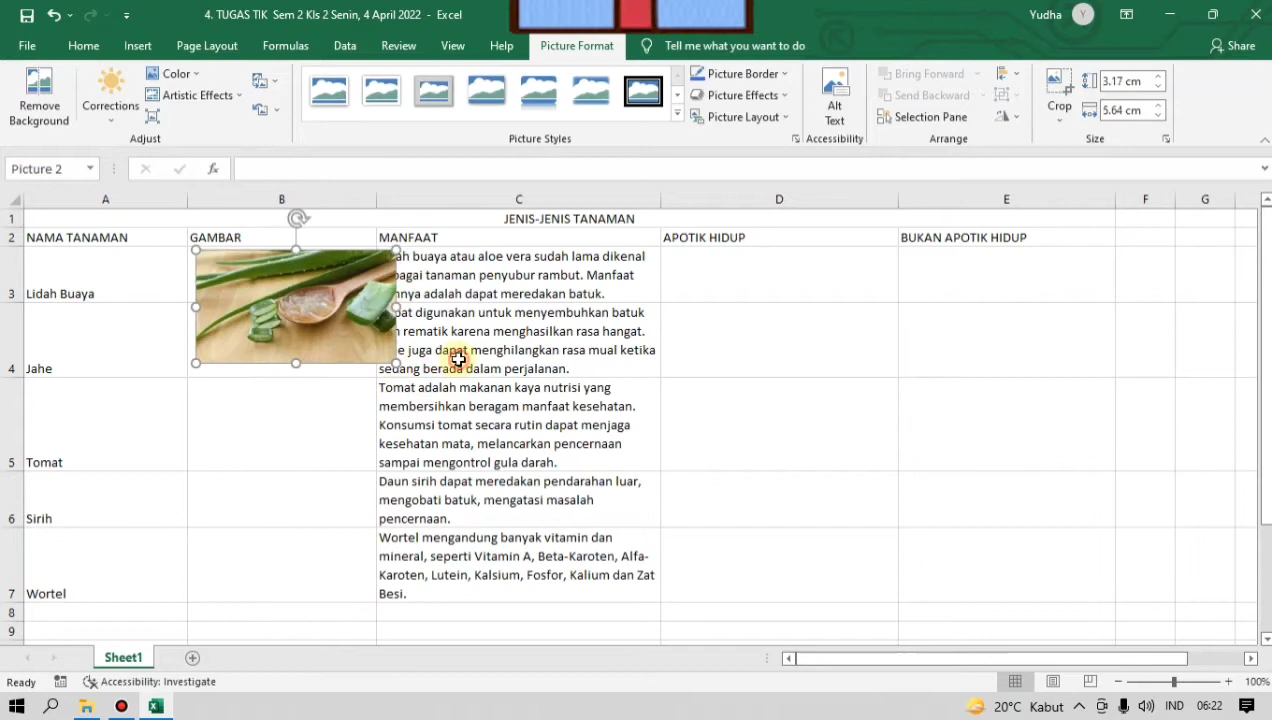 4. TUGAS TIK  Sem 2 Kls 2 Senin, 4 April 2022 - Excel
Yudha
Y
File
Home
Insert
Page Layout
Formulas
Data
Review
View
Help
Picture Format
Tell me what you want to do
Share
Remove Background
Corrections
Color
Artistic Effects
Adjust
Picture Styles
Picture Border
Picture Effects
Picture Layout
Alt Text
Accessibility
Bring Forward
Send Backward
Selection Pane
Arrange
Crop
3.17 cm
5.64 cm
Size
Picture 2
fx
A B C D E F G
1 JENIS-JENIS TANAMAN
2 NAMA TANAMAN GAMBAR MANFAAT APOTIK HIDUP BUKAN APOTIK HIDUP
ah buaya atau aloe vera sudah lama dikenal
bagai tanaman penyubur rambut. Manfaat
3 Lidah Buaya nnya adalah dapat meredakan batuk.
pat digunakan untuk menyembuhkan batuk
rematik karena menghasilkan rasa hangat.
e juga dapat menghilangkan rasa mual ketika
4 Jahe sedang berada dalam perjalanan.
Tomat adalah makanan kaya nutrisi yang
membersihkan beragam manfaat kesehatan.
Konsumsi tomat secara rutin dapat menjaga
kesehatan mata, melancarkan pencernaan
5 Tomat sampai mengontrol gula darah.
Daun sirih dapat meredakan pendarahan luar,
mengobati batuk, mengatasi masalah
6 Sirih pencernaan.
Wortel mengandung banyak vitamin dan
mineral, seperti Vitamin A, Beta-Karoten, Alfa-
Karoten, Lutein, Kalsium, Fosfor, Kalium dan Zat
7 Wortel Besi.
8
9
Sheet1
Ready
Accessibility: Investigate
100%
20°C Kabut
IND
06:22